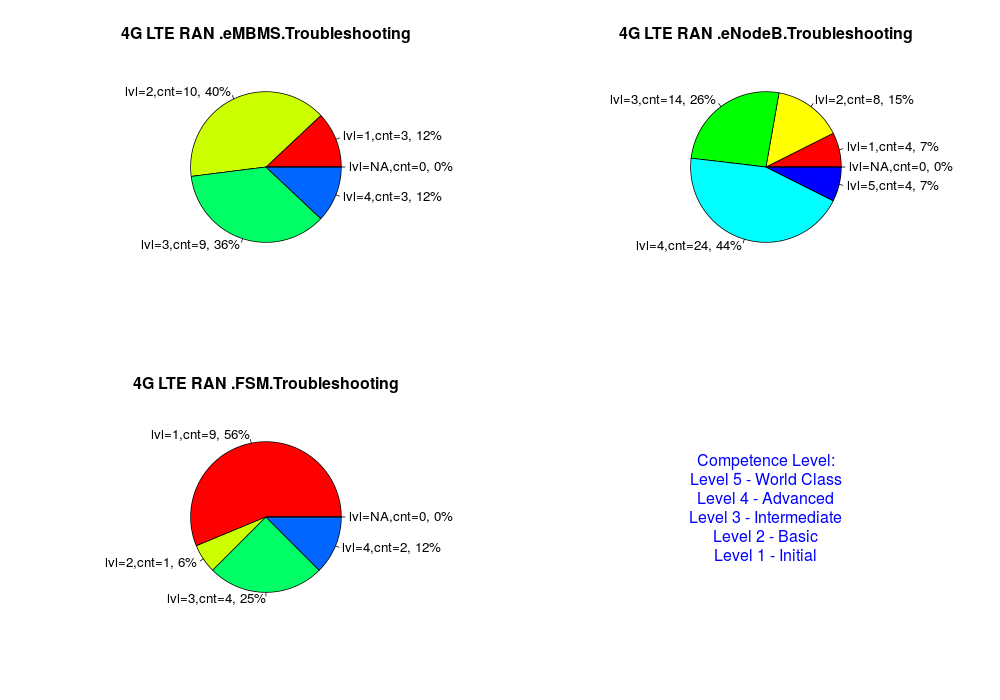 4G LTE RAN .eMBMS.Troubleshooting
lvl=2,cnt=10, 40%
lvl=1,cnt=3, 12%
lvl=NA,cnt=0, 0%
lvl=4,cnt=3, 12%
lvl=3,cnt=9, 36%
4G LTE RAN .eNodeB.Troubleshooting
lvl=3,cnt=14, 26%
lvl=2,cnt=8, 15%
lvl=1,cnt=4, 7%
lvl=NA,cnt=0, 0%
lvl=5,cnt=4, 7%
lvl=4,cnt=24, 44%
4G LTE RAN .FSM.Troubleshooting
lvl=1,cnt=9, 56%
lvl=NA,cnt=0, 0%
lvl=4,cnt=2, 12%
lvl=2,cnt=1, 6%
lvl=3,cnt=4, 25%
Competence Level:
Level 5 - World Class
Level 4 - Advanced
Level 3 - Intermediate
Level 2 - Basic
Level 1 - Initial